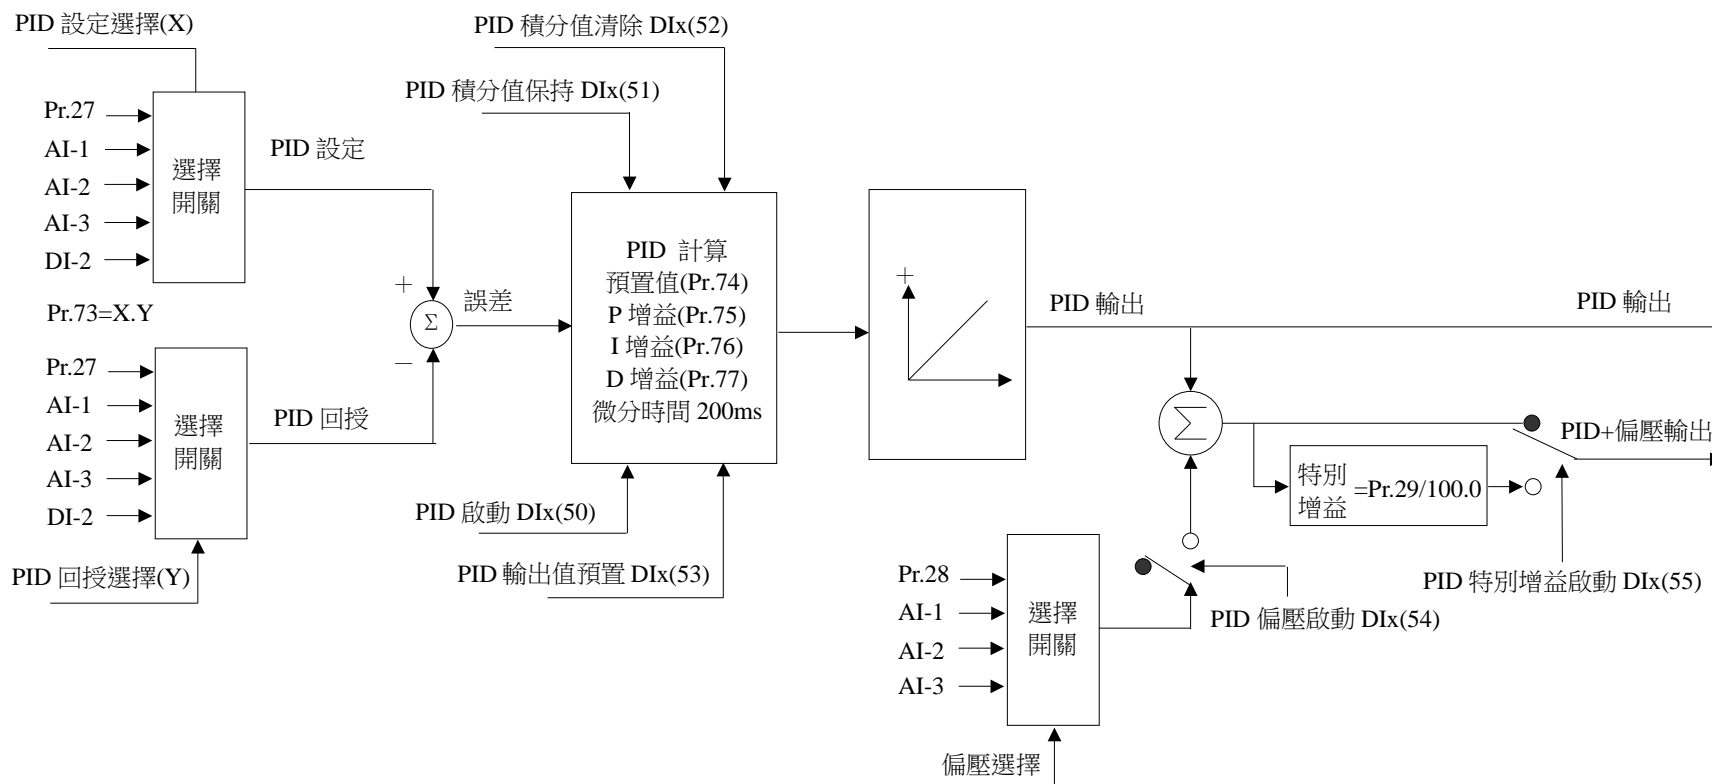 PID 設定選擇(X)
Pr.27
AI-1
AI-2
AI-3
DI-2
選擇
開關
PID 設定
Pr.73=X.Y
Pr.27
AI-1
AI-2
AI-3
DI-2
選擇
開關
PID 回授
PID 回授選擇(Y)
+
Σ
−
誤差
PID 積分值清除 DIx(52)
PID 積分值保持 DIx(51)
PID 計算
預置值(Pr.74)
P 增益(Pr.75)
I 增益(Pr.76)
D 增益(Pr.77)
微分時間 200ms
PID 啟動 DIx(50)
PID 輸出值預置 DIx(53)
+
PID 輸出
PID 輸出
Σ
PID+偏壓輸出
特別
增益
=Pr.29/100.0
PID 特別增益啟動 DIx(55)
PID 偏壓啟動 DIx(54)
Pr.28
AI-1
AI-2
AI-3
選擇
開關
偏壓選擇